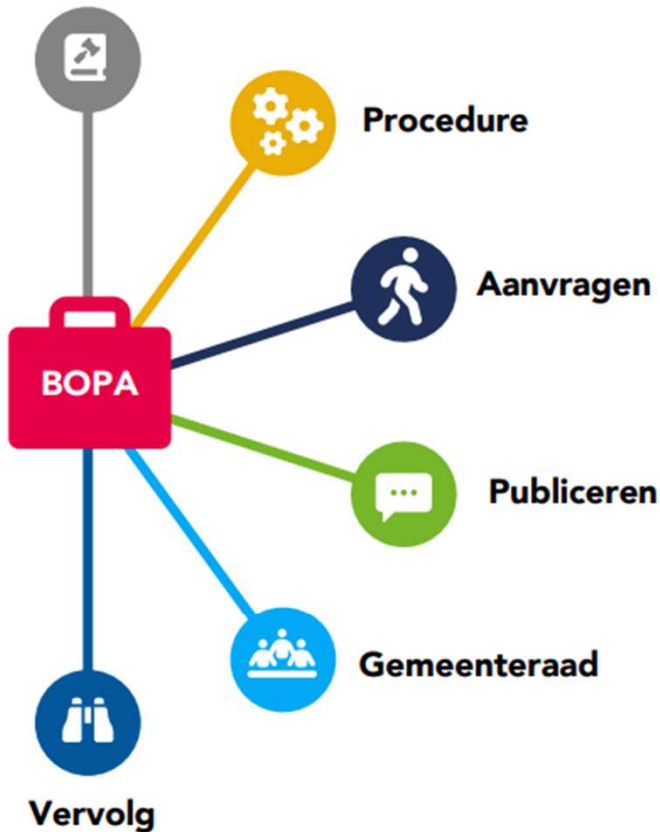 Procedure
Aanvragen
BOPA
Publiceren
Gemeenteraad
Vervolg